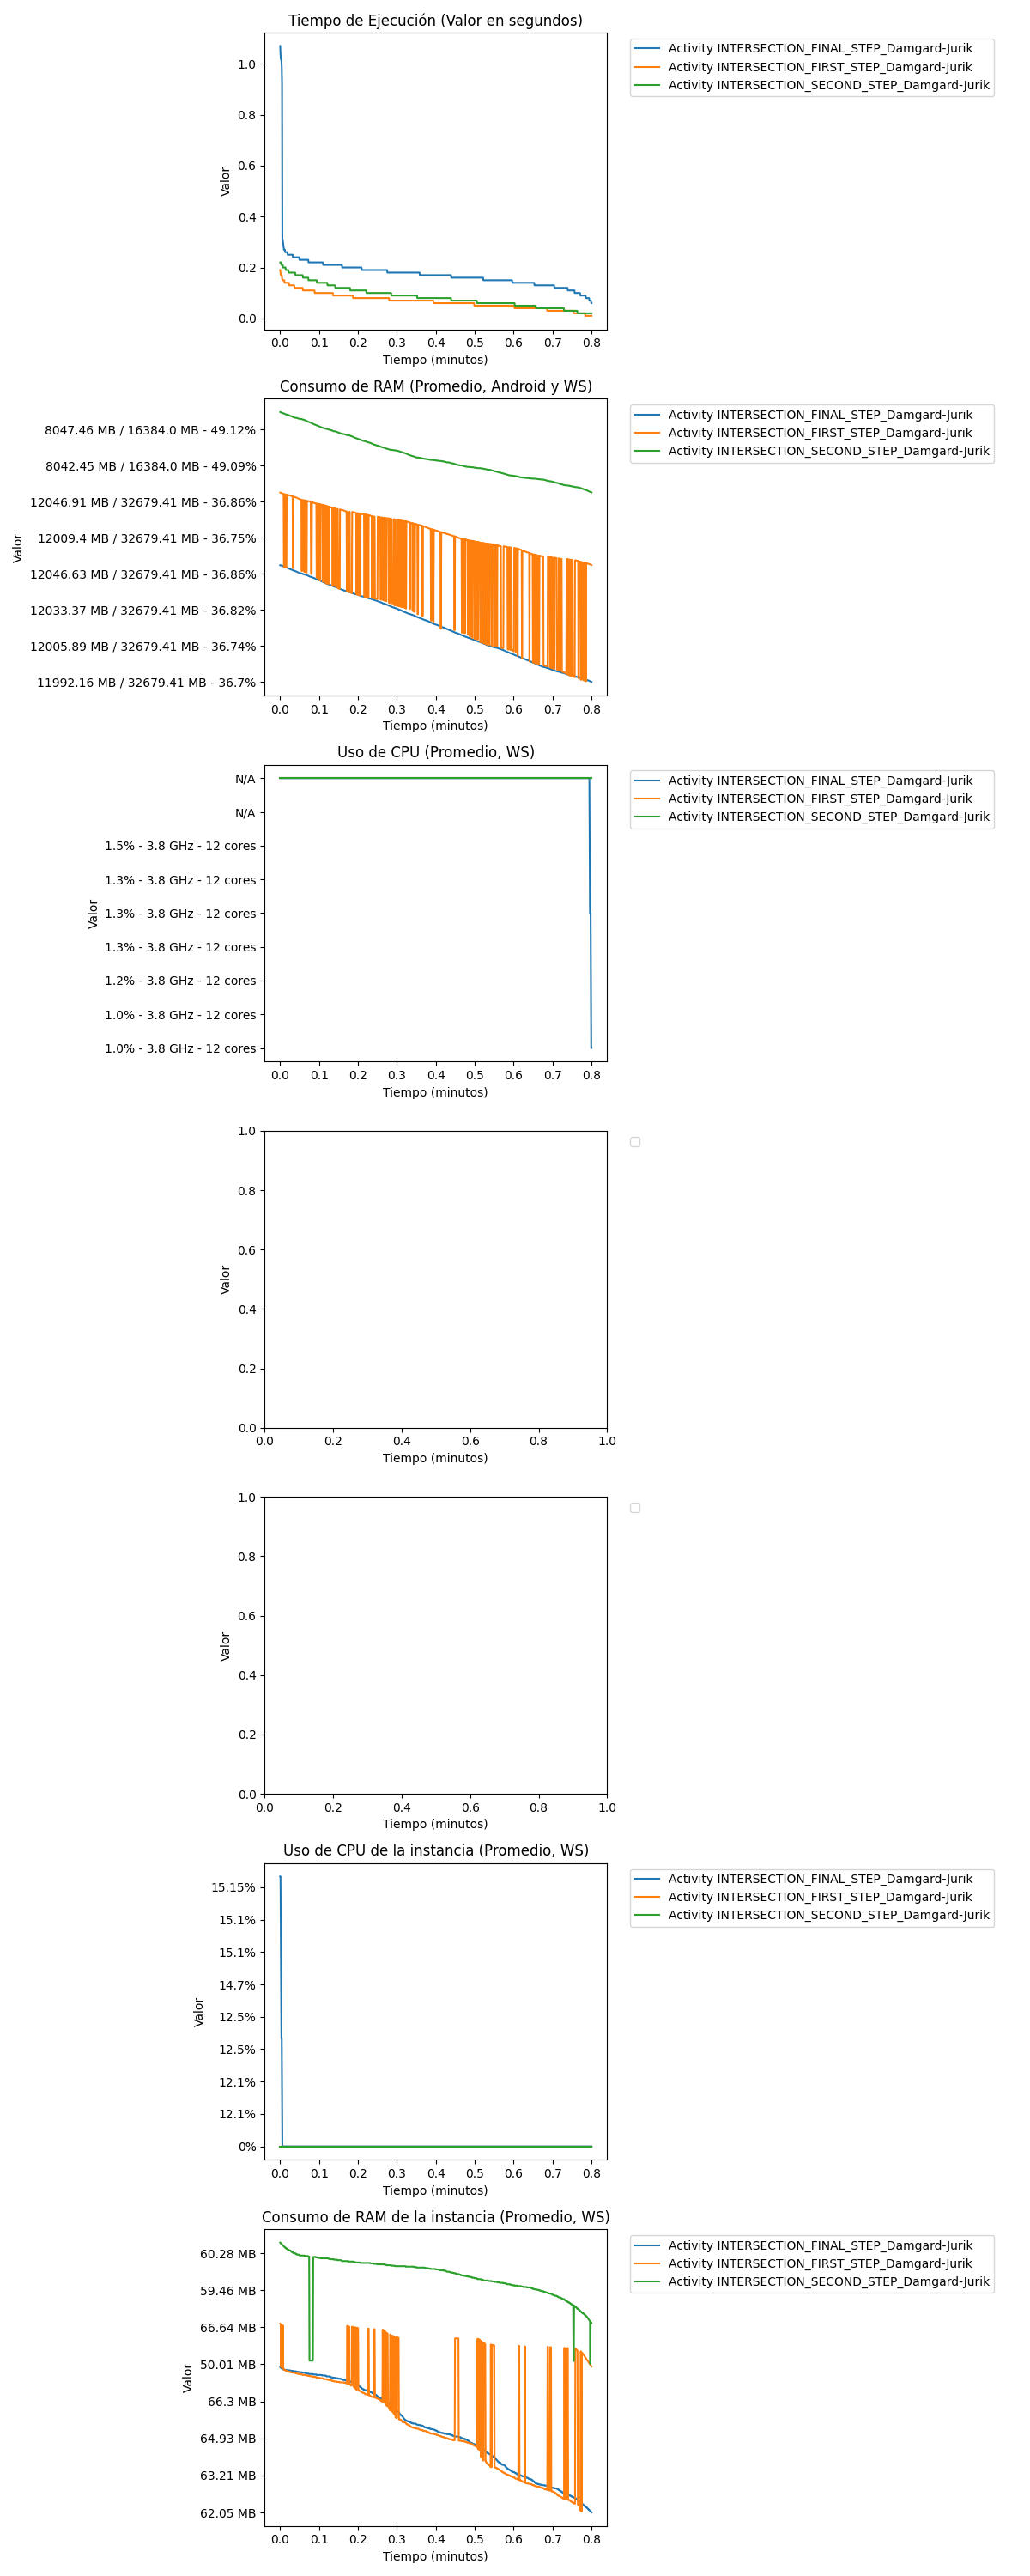 Tiempo de Ejecución (Valor en segundos)
Activity INTERSECTION_FINAL_STEP_Damgard-Jurik
Activity INTERSECTION_FIRST_STEP_Damgard-Jurik
Activity INTERSECTION_SECOND_STEP_Damgard-Jurik
1.0
0.8
0.6
0.4
0.2
0.0
Valor
0.0 0.1 0.2 0.3 0.4 0.5 0.6 0.7 0.8
Tiempo (minutos)
Consumo de RAM (Promedio, Android y WS)
Activity INTERSECTION_FINAL_STEP_Damgard-Jurik
Activity INTERSECTION_FIRST_STEP_Damgard-Jurik
Activity INTERSECTION_SECOND_STEP_Damgard-Jurik
8047.46 MB / 16384.0 MB - 49.12%
8042.45 MB / 16384.0 MB - 49.09%
12046.91 MB / 32679.41 MB - 36.86%
12009.4 MB / 32679.41 MB - 36.75%
12046.63 MB / 32679.41 MB - 36.86%
12033.37 MB / 32679.41 MB - 36.82%
12005.89 MB / 32679.41 MB - 36.74%
11992.16 MB / 32679.41 MB - 36.7%
Valor
0.0 0.1 0.2 0.3 0.4 0.5 0.6 0.7 0.8
Tiempo (minutos)
Uso de CPU (Promedio, WS)
Activity INTERSECTION_FINAL_STEP_Damgard-Jurik
Activity INTERSECTION_FIRST_STEP_Damgard-Jurik
Activity INTERSECTION_SECOND_STEP_Damgard-Jurik
N/A
N/A
1.5% - 3.8 GHz - 12 cores
1.3% - 3.8 GHz - 12 cores
1.3% - 3.8 GHz - 12 cores
1.3% - 3.8 GHz - 12 cores
1.2% - 3.8 GHz - 12 cores
1.0% - 3.8 GHz - 12 cores
1.0% - 3.8 GHz - 12 cores
Valor
0.0 0.1 0.2 0.3 0.4 0.5 0.6 0.7 0.8
Tiempo (minutos)
1.0
0.8
0.6
0.4
0.2
0.0
Valor
0.0 0.2 0.4 0.6 0.8 1.0
Tiempo (minutos)
1.0
0.8
0.6
0.4
0.2
0.0
Valor
0.0 0.2 0.4 0.6 0.8 1.0
Tiempo (minutos)
Uso de CPU de la instancia (Promedio, WS)
Activity INTERSECTION_FINAL_STEP_Damgard-Jurik
Activity INTERSECTION_FIRST_STEP_Damgard-Jurik
Activity INTERSECTION_SECOND_STEP_Damgard-Jurik
15.15%
15.1%
15.1%
14.7%
12.5%
12.5%
12.1%
12.1%
0%
Valor
0.0 0.1 0.2 0.3 0.4 0.5 0.6 0.7 0.8
Tiempo (minutos)
Consumo de RAM de la instancia (Promedio, WS)
Activity INTERSECTION_FINAL_STEP_Damgard-Jurik
Activity INTERSECTION_FIRST_STEP_Damgard-Jurik
Activity INTERSECTION_SECOND_STEP_Damgard-Jurik
60.28 MB
59.46 MB
66.64 MB
50.01 MB
66.3 MB
64.93 MB
63.21 MB
62.05 MB
Valor
0.0 0.1 0.2 0.3 0.4 0.5 0.6 0.7 0.8
Tiempo (minutos)